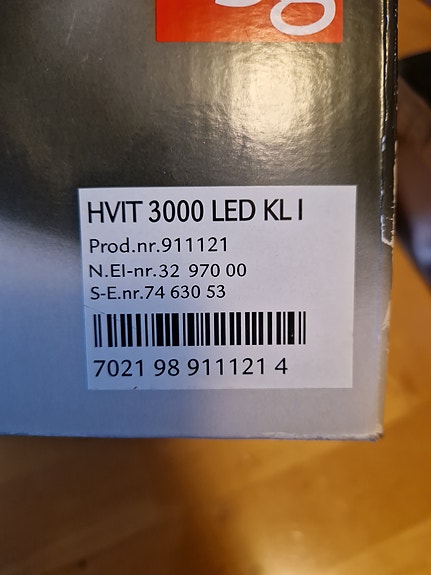 sg
HVIT 3000 LED KL I
Prod.nr.911121
N.El-nr.32 970 00
S-E.nr.74 630 53
7021 98 911121 4